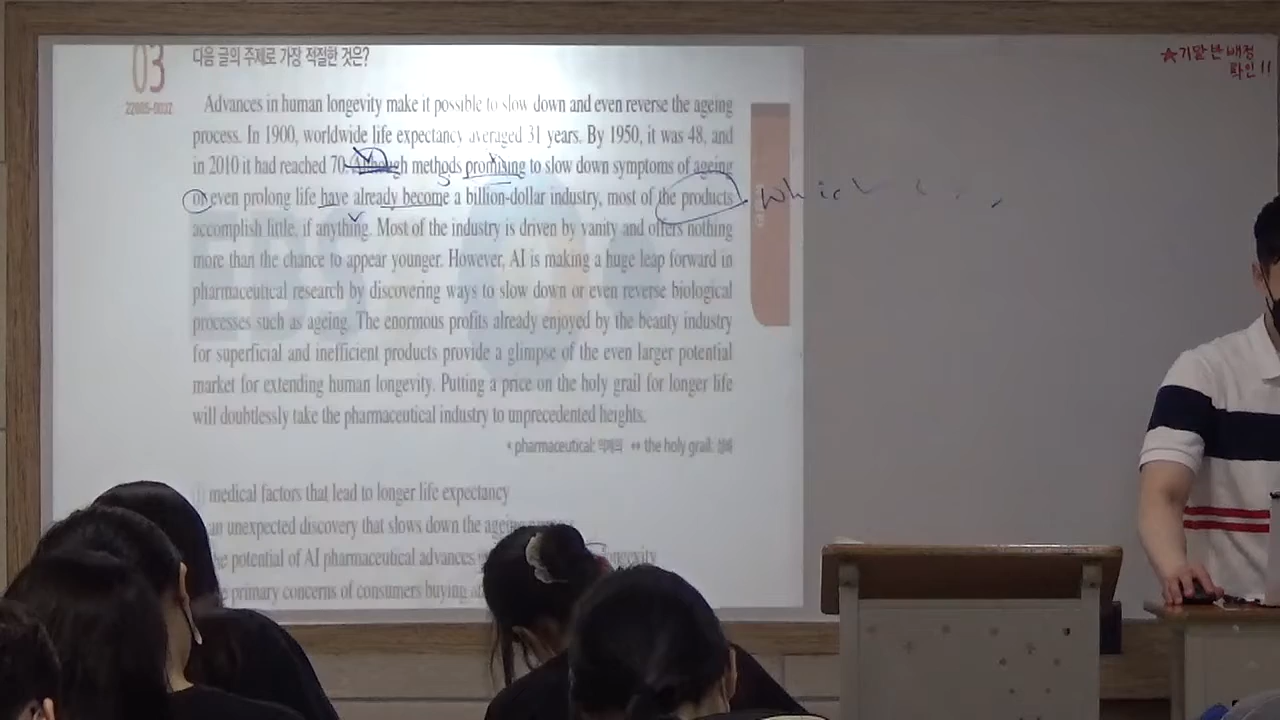 03
22005-0037
다음 글의 주제로 가장 적절한 것은?
Advances in human longevity make it possible to slow down and even reverse the ageing
process. In 1900, worldwide life expectancy averaged 31 years. By 1950, it was 48, and
in 2010 it had reached 70. Although methods promising to slow down symptoms of ageing
or even prolong life have already become a billion-dollar industry, most of the products
accomplish little, if anything. Most of the industry is driven by vanity and offers nothing
more than the chance to appear younger. However, AI is making a huge leap forward in
pharmaceutical research by discovering ways to slow down or even reverse biological
processes such as ageing. The enormous profits already enjoyed by the beauty industry
for superficial and inefficient products provide a glimpse of the even larger potential
market for extending human longevity. Putting a price on the holy grail for longer life
will doubtlessly take the pharmaceutical industry to unprecedented heights.
* pharmaceutical: 약제의 ** the holy grail: 성배
medical factors that lead to longer life expectancy
an unexpected discovery that slows down the ageing
potential of AI pharmaceutical advances longevity
primary concerns of consumers buying
Which
★기말 반 배정
확인!!
EBS